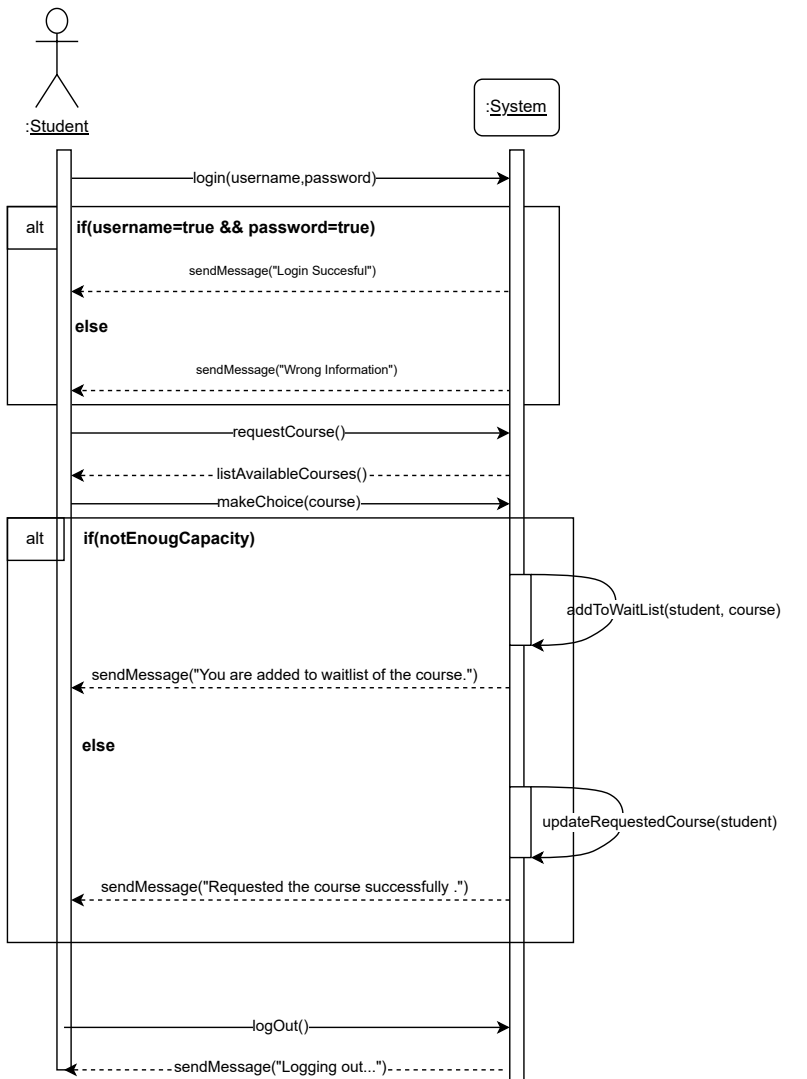 :Student
:System
login(username,password)
alt
if(username=true && password=true)
sendMessage("Login Succesful")
else
sendMessage("Wrong Information")
requestCourse()
listAvailableCourses()
makeChoice(course)
alt
if(notEnougCapacity)
addToWaitList(student, course)
sendMessage("You are added to waitlist of the course.")
else
updateRequestedCourse(student)
sendMessage("Requested the course successfully .")
logOut()
sendMessage("Logging out...")